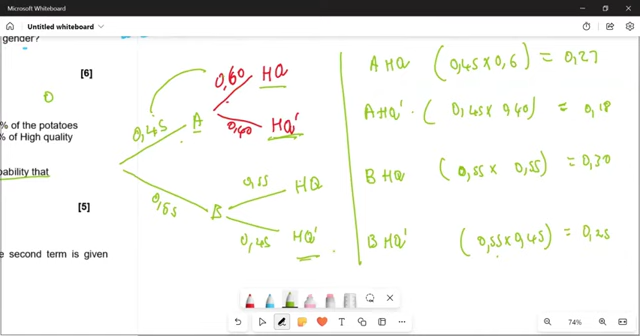 Microsoft Whiteboard
Untitled whiteboard
gender?
[6]
% of the potatoes
% of High quality
bability that
[5]
e second term is given
0
0,45
A
0,60
HQ
0,40
HQ'
0,55
B
0,55
HQ
0,45
HQ'
A HQ (0,45 x 0,6) = 0,27
A HQ' (0,45 x 0,40) = 0,18
B HQ (0,55 x 0,55) = 0,30
B HQ' (0,55 x 0,45) = 0,25
74%